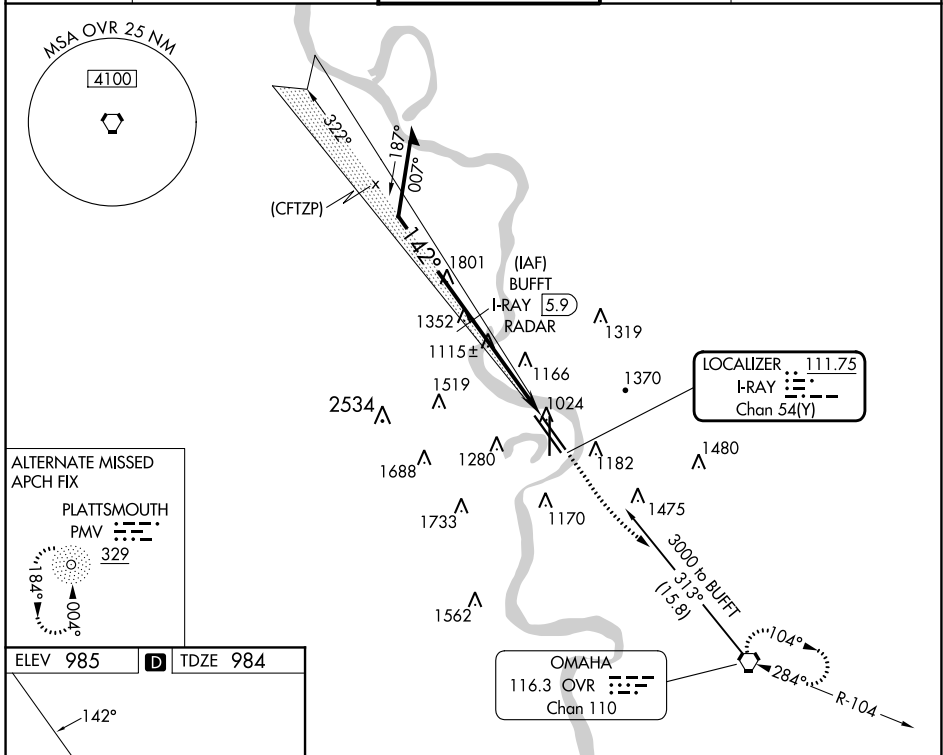 MSA OVR 25 NM
4100
322°
187°
007°
(CFTZP)
142°
1801
(IAF)
BUFFT
I-RAY 5.9
RADAR
1352
1319
1115±
1166
1519
1370
LOCALIZER 111.75
I-RAY
Chan 54(Y)
2534
1024
1688
1280
1182
1480
1733
1170
1475
ALTERNATE MISSED
APCH FIX
PLATTSMOUTH
PMV
329
184°
004°
3000 to BUFFT
313°
(15.8)
1562
OMAHA
116.3 OVR
Chan 110
104°
284°
R-104
ELEV 985 D TDZE 984
142°